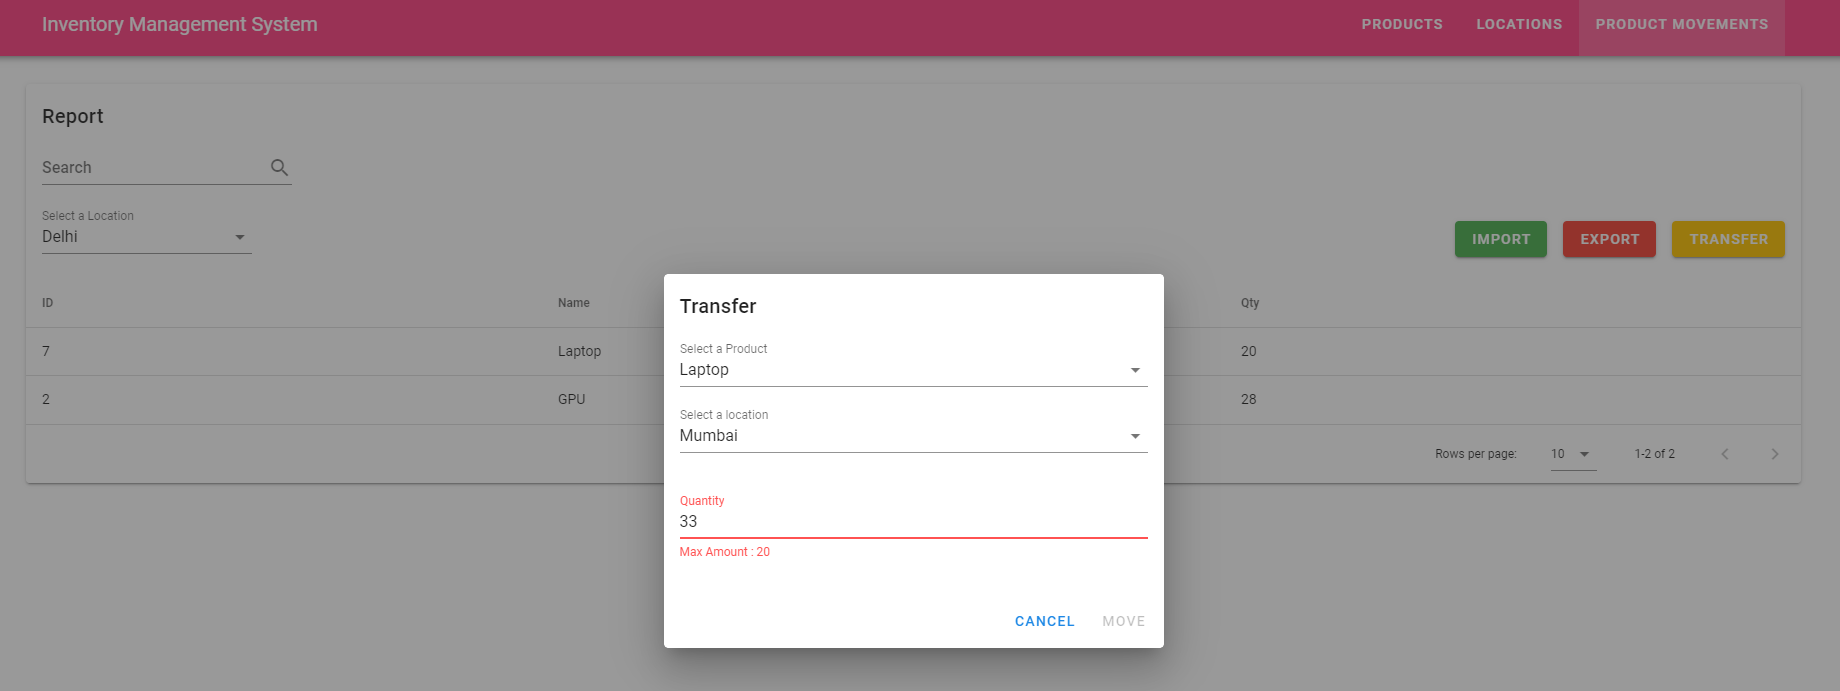 Inventory Management System
PRODUCTS LOCATIONS PRODUCT MOVEMENTS
Report
Search
Select a Location
Delhi
IMPORT EXPORT TRANSFER
ID Name Qty
7 Laptop 20
2 GPU 28
Rows per page: 10 1-2 of 2
Transfer
Select a Product
Laptop
Select a location
Mumbai
Quantity
33
Max Amount : 20
CANCEL MOVE